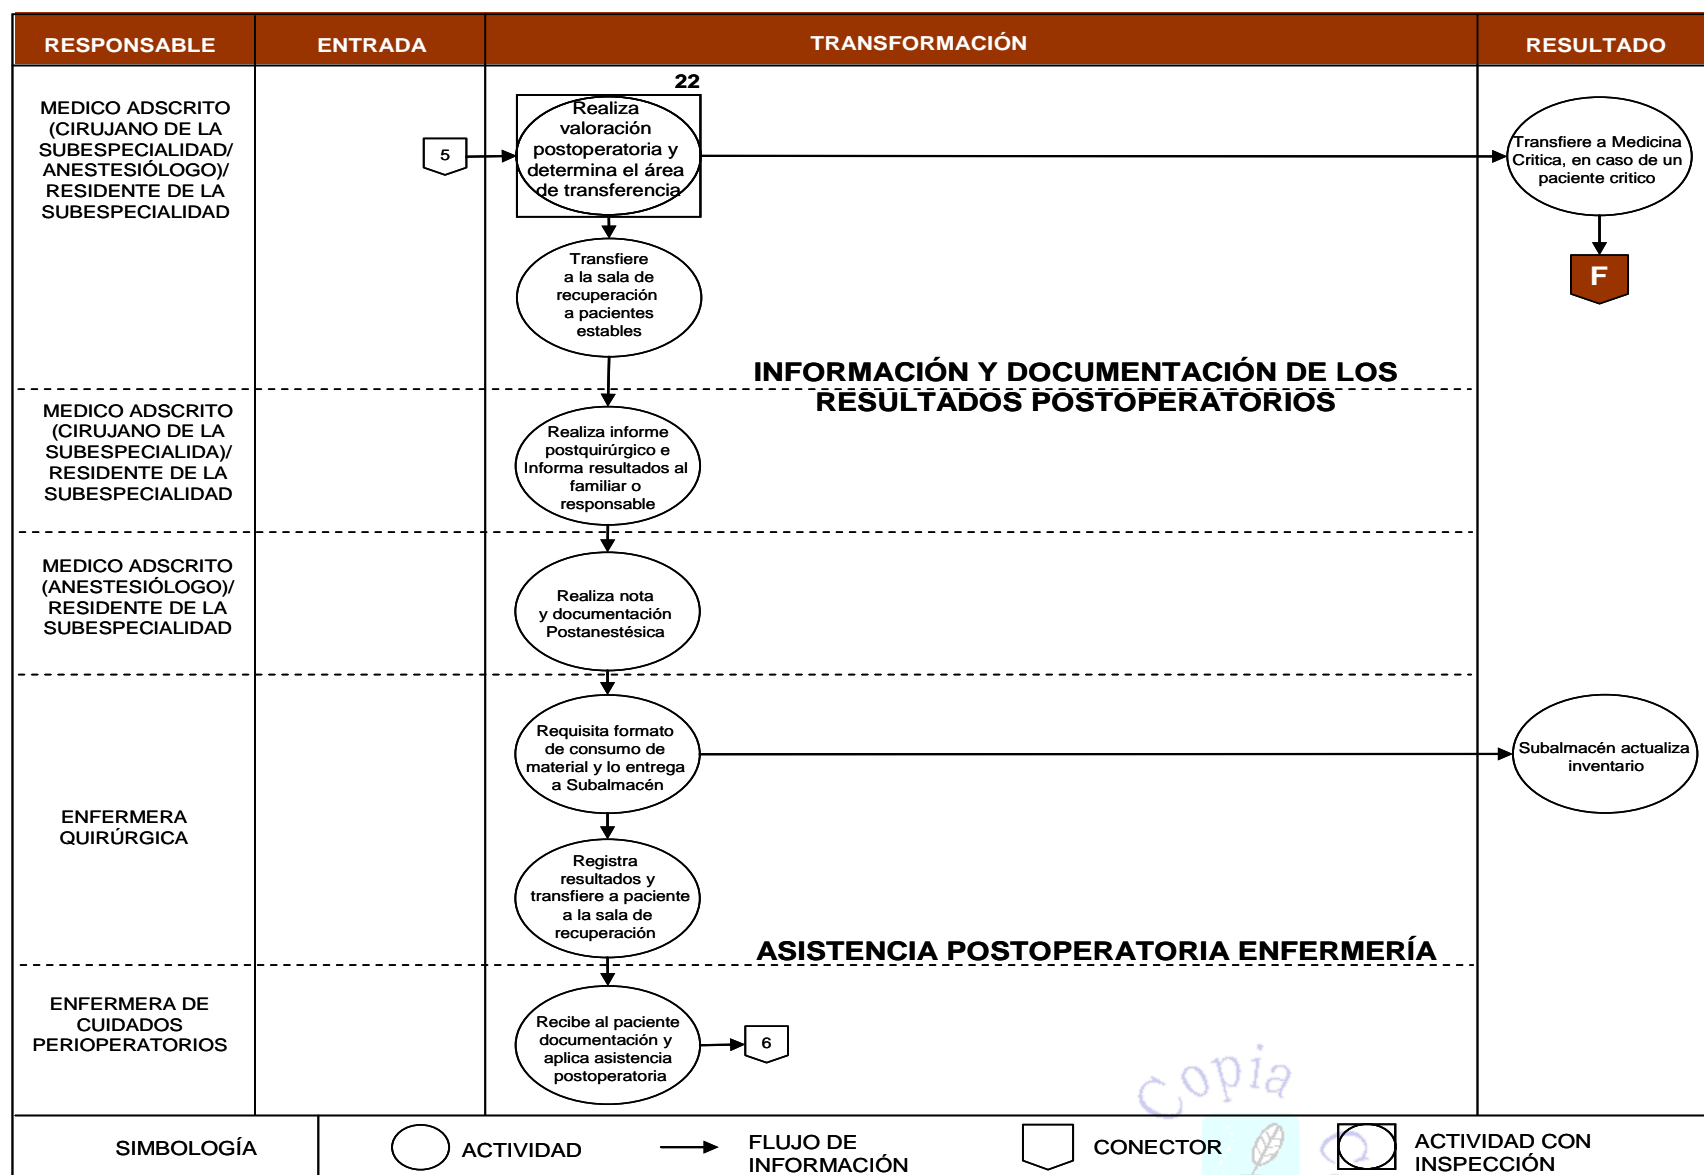 RESPONSABLE
ENTRADA
TRANSFORMACIÓN
RESULTADO
MEDICO ADSCRITO
(CIRUJANO DE LA
SUBESPECIALIDAD/
ANESTESIÓLOGO)/
RESIDENTE DE LA
SUBESPECIALIDAD
5
22
Realiza
valoración
postoperatoria y
determina el área
de transferencia
Transfiere a Medicina
Critica, en caso de un
paciente critico
F
Transfiere
a la sala de
recuperación
a pacientes
estables
INFORMACIÓN Y DOCUMENTACIÓN DE LOS
RESULTADOS POSTOPERATORIOS
MEDICO ADSCRITO
(CIRUJANO DE LA
SUBESPECIALIDA)/
RESIDENTE DE LA
SUBESPECIALIDAD
Realiza informe
postquirúrgico e
Informa resultados al
familiar o
responsable
MEDICO ADSCRITO
(ANESTESIÓLOGO)/
RESIDENTE DE LA
SUBESPECIALIDAD
Realiza nota
y documentación
Postanestésica
ENFERMERA
QUIRÚRGICA
Requisita formato
de consumo de
material y lo entrega
a Subalmacén
Subalmacén actualiza
inventario
Registra
resultados y
transfiere a paciente
a la sala de
recuperación
ASISTENCIA POSTOPERATORIA ENFERMERÍA
ENFERMERA DE
CUIDADOS
PERIOPERATORIOS
Recibe al paciente
documentación y
aplica asistencia
postoperatoria
6
Copia
SIMBOLOGÍA
ACTIVIDAD
FLUJO DE
INFORMACIÓN
CONECTOR
ACTIVIDAD CON
INSPECCIÓN